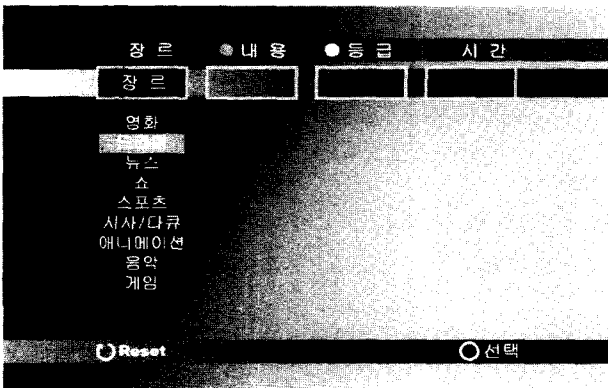 장르 ●내용 ●등급 시간
장르
영화
뉴스
쇼
스포츠
시사/다큐
애니메이션
음악
게임
Reset ○선택